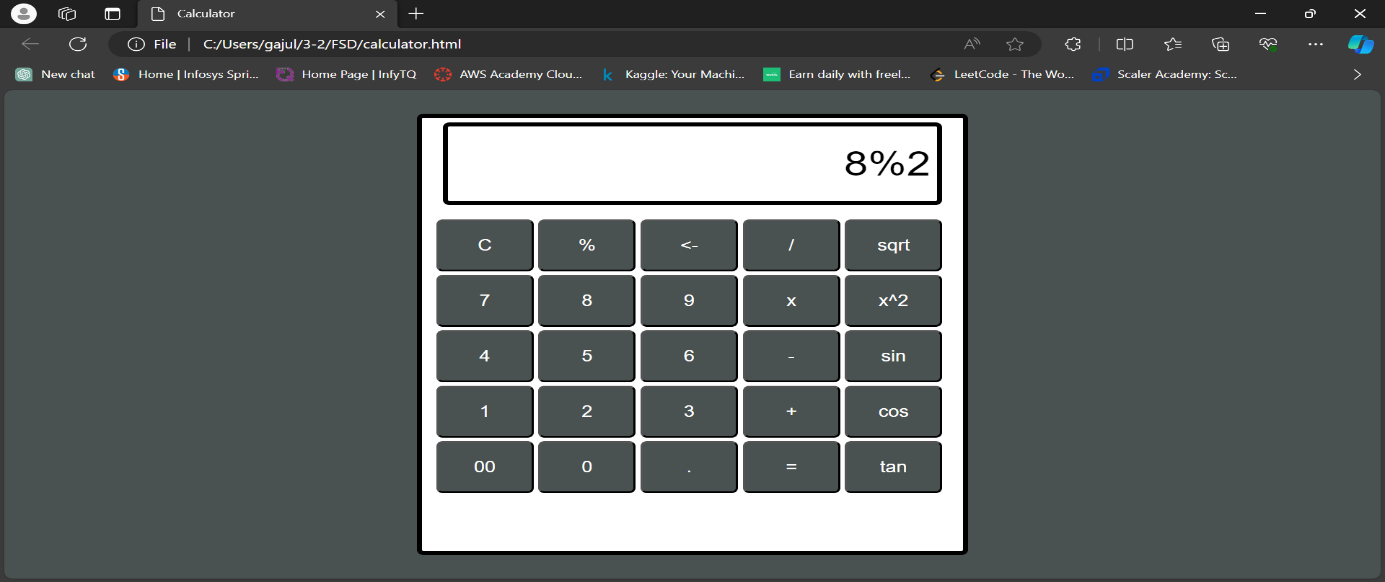 Calculator
File | C:/Users/gajul/3-2/FSD/calculator.html
New chat Home | Infosys Spri... Home Page | InfyTQ AWS Academy Clou... Kaggle: Your Machi... Earn daily with freel... LeetCode - The Wo... Scaler Academy: Sc...
8%2
C % <- / sqrt
7 8 9 x x^2
4 5 6 - sin
1 2 3 + cos
00 0 . = tan